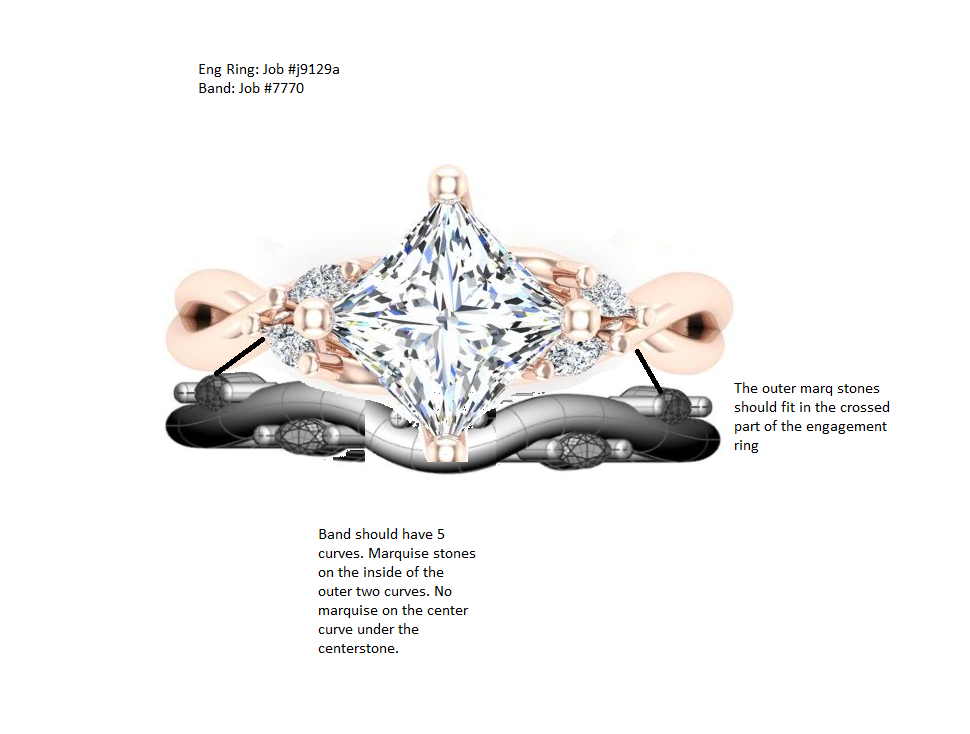 Eng Ring: Job #j9129a
Band: Job #7770
The outer marq stones
should fit in the crossed
part of the engagement
ring
Band should have 5
curves. Marquise stones
on the inside of the
outer two curves. No
marquise on the center
curve under the
centerstone.